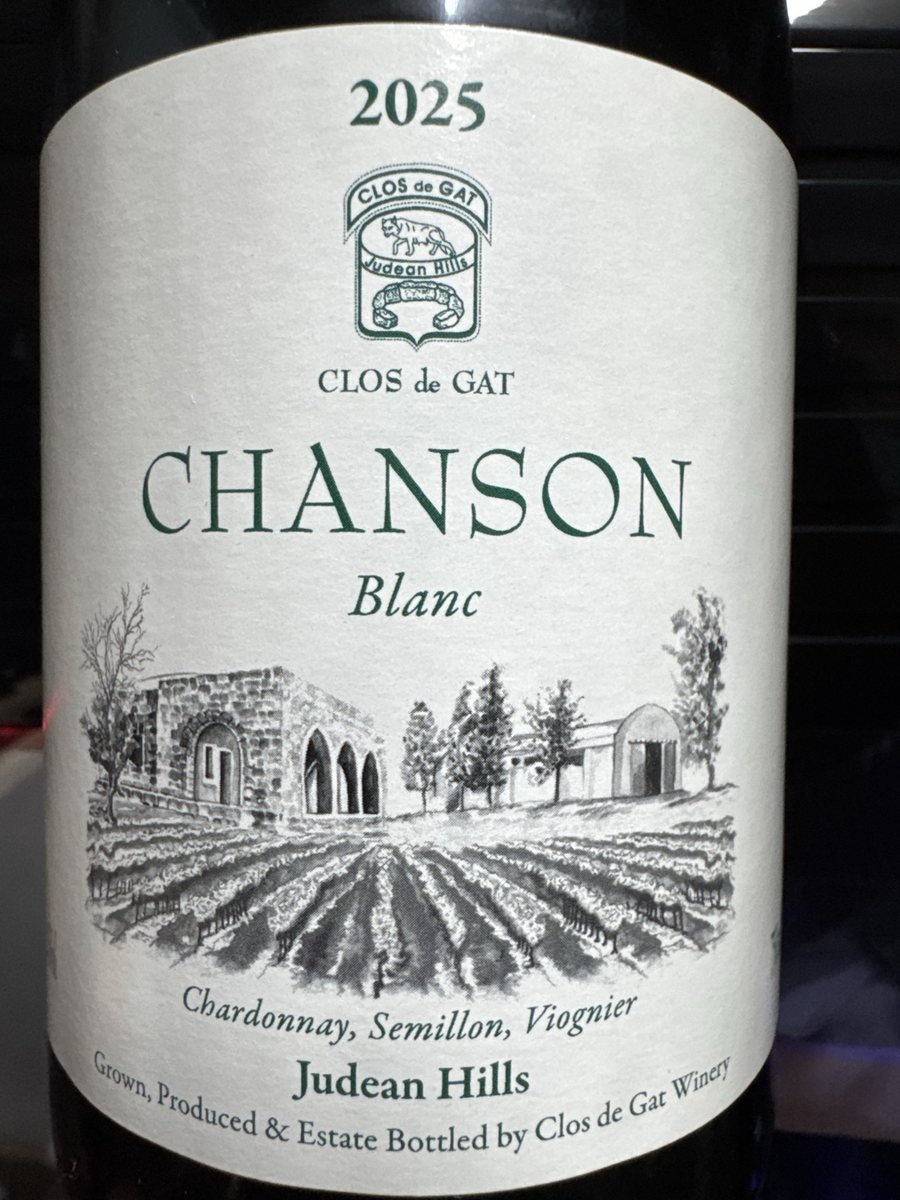 2025
CLOS de GAT
Judean Hills
CLOS de GAT
CHANSON
Blanc
Chardonnay, Semillon, Viognier
Judean Hills
Grown, Produced & Estate Bottled by Clos de Gat Winery